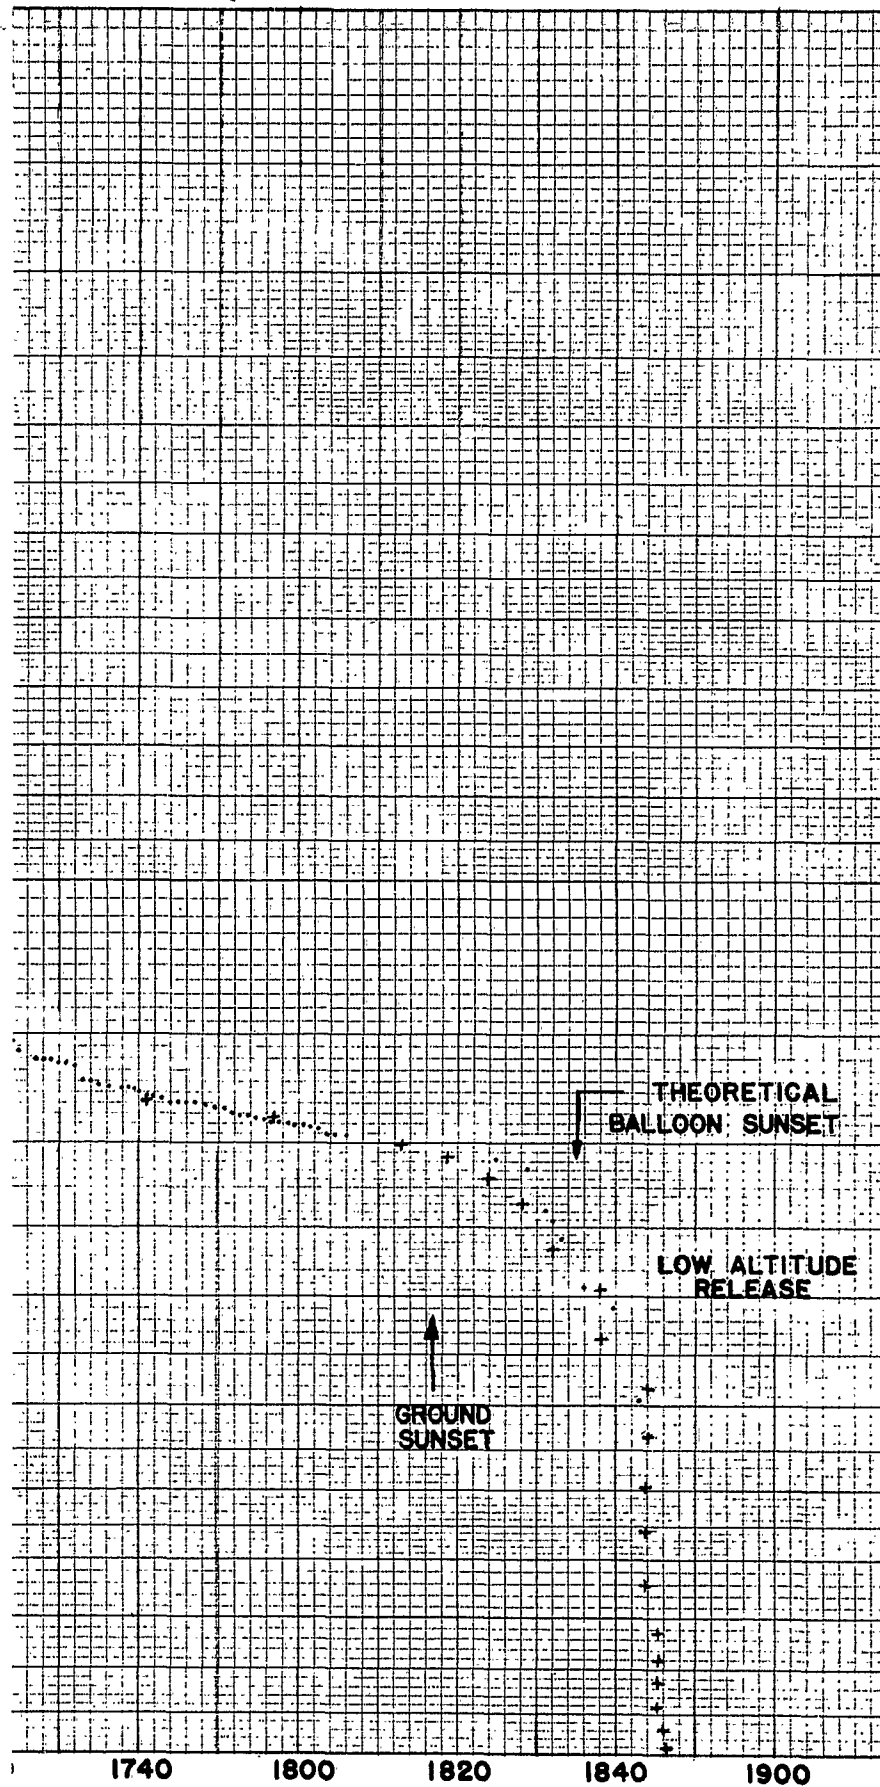 THEORETICAL
BALLOON SUNSET
LOW ALTITUDE
RELEASE
GROUND
SUNSET
1740 1800 1820 1840 1900